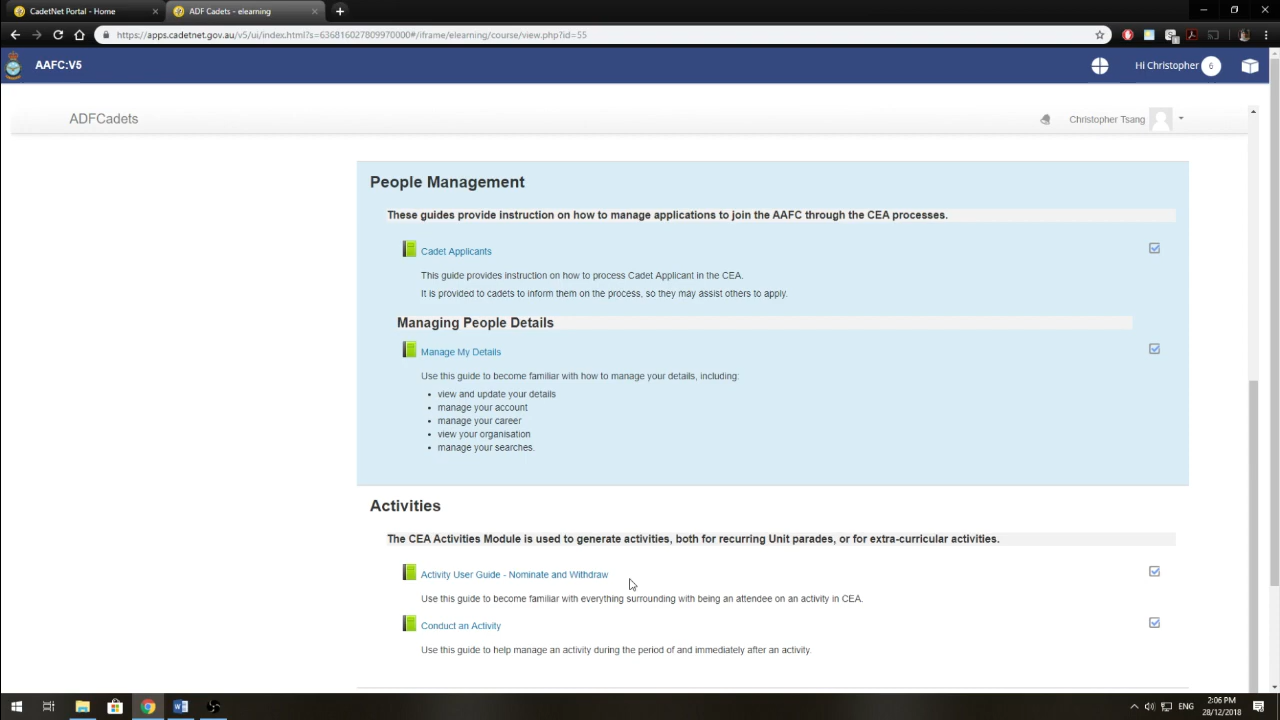 CadetNet Portal - Home
ADF Cadets - elearning
https://apps.cadetnet.gov.au/v5/ui/index.html?s=636816027809970000#/iframe/elearning/course/view.php?id=55
AAFC:V5
Hi Christopher 6
ADFCadets
Christopher Tsang
People Management
These guides provide instruction on how to manage applications to join the AAFC through the CEA processes.
Cadet Applicants
This guide provides instruction on how to process Cadet Applicant in the CEA.
It is provided to cadets to inform them on the process, so they may assist others to apply.
Managing People Details
Manage My Details
Use this guide to become familiar with how to manage your details, including:
view and update your details
manage your account
manage your career
view your organisation
manage your searches.
Activities
The CEA Activities Module is used to generate activities, both for recurring Unit parades, or for extra-curricular activities.
Activity User Guide - Nominate and Withdraw
Use this guide to become familiar with everything surrounding with being an attendee on an activity in CEA.
Conduct an Activity
Use this guide to help manage an activity during the period of and immediately after an activity.
ENG
2:06 PM
28/12/2018